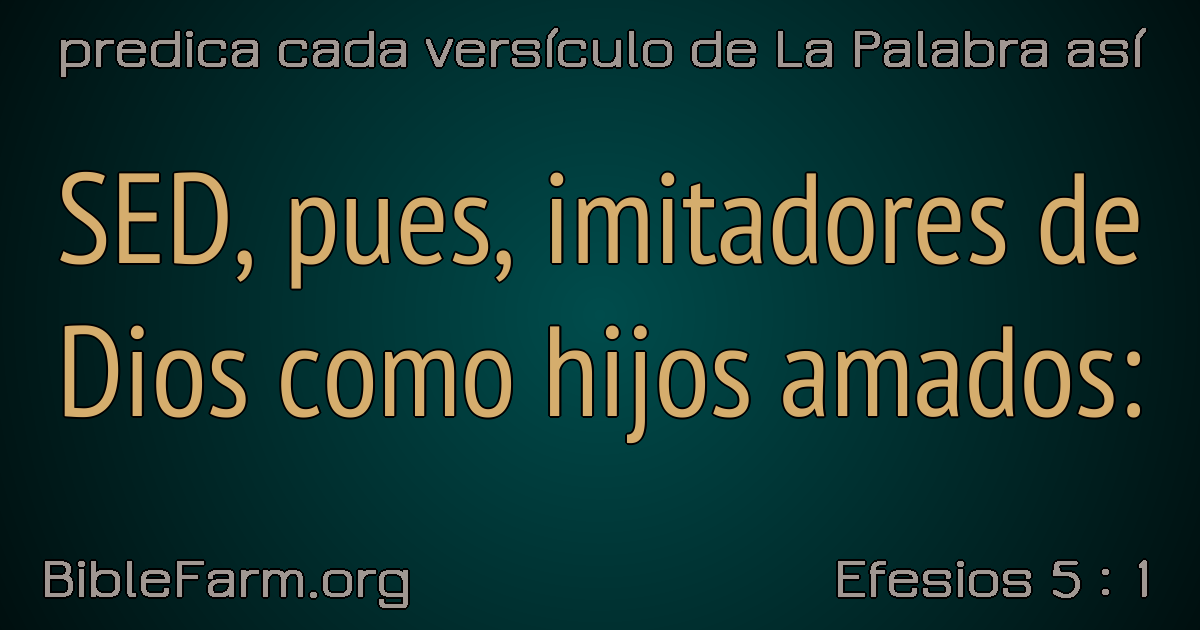 predica cada versículo de La Palabra así
SED, pues, imitadores de
Dios como hijos amados:
BibleFarm.org
Efesios 5 : 1